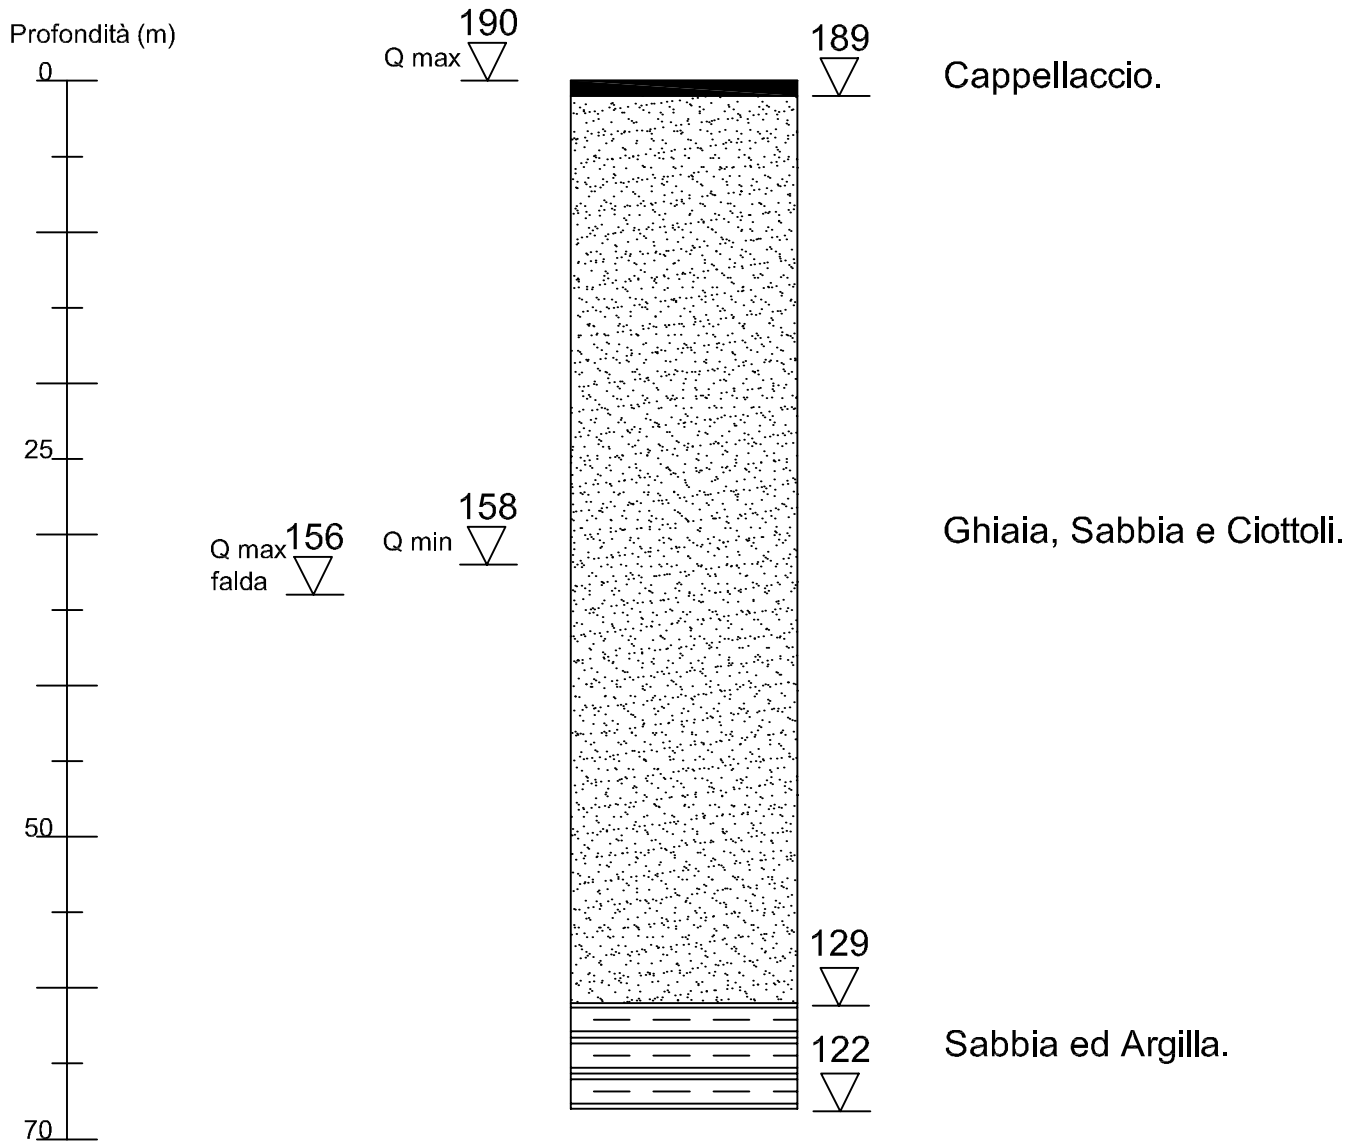 Profondità (m)
190
Q max
189
0
Cappellaccio.
25
158
Q min
156
Q max
falda
Ghiaia, Sabbia e Ciottoli.
50
129
122
Sabbia ed Argilla.
70